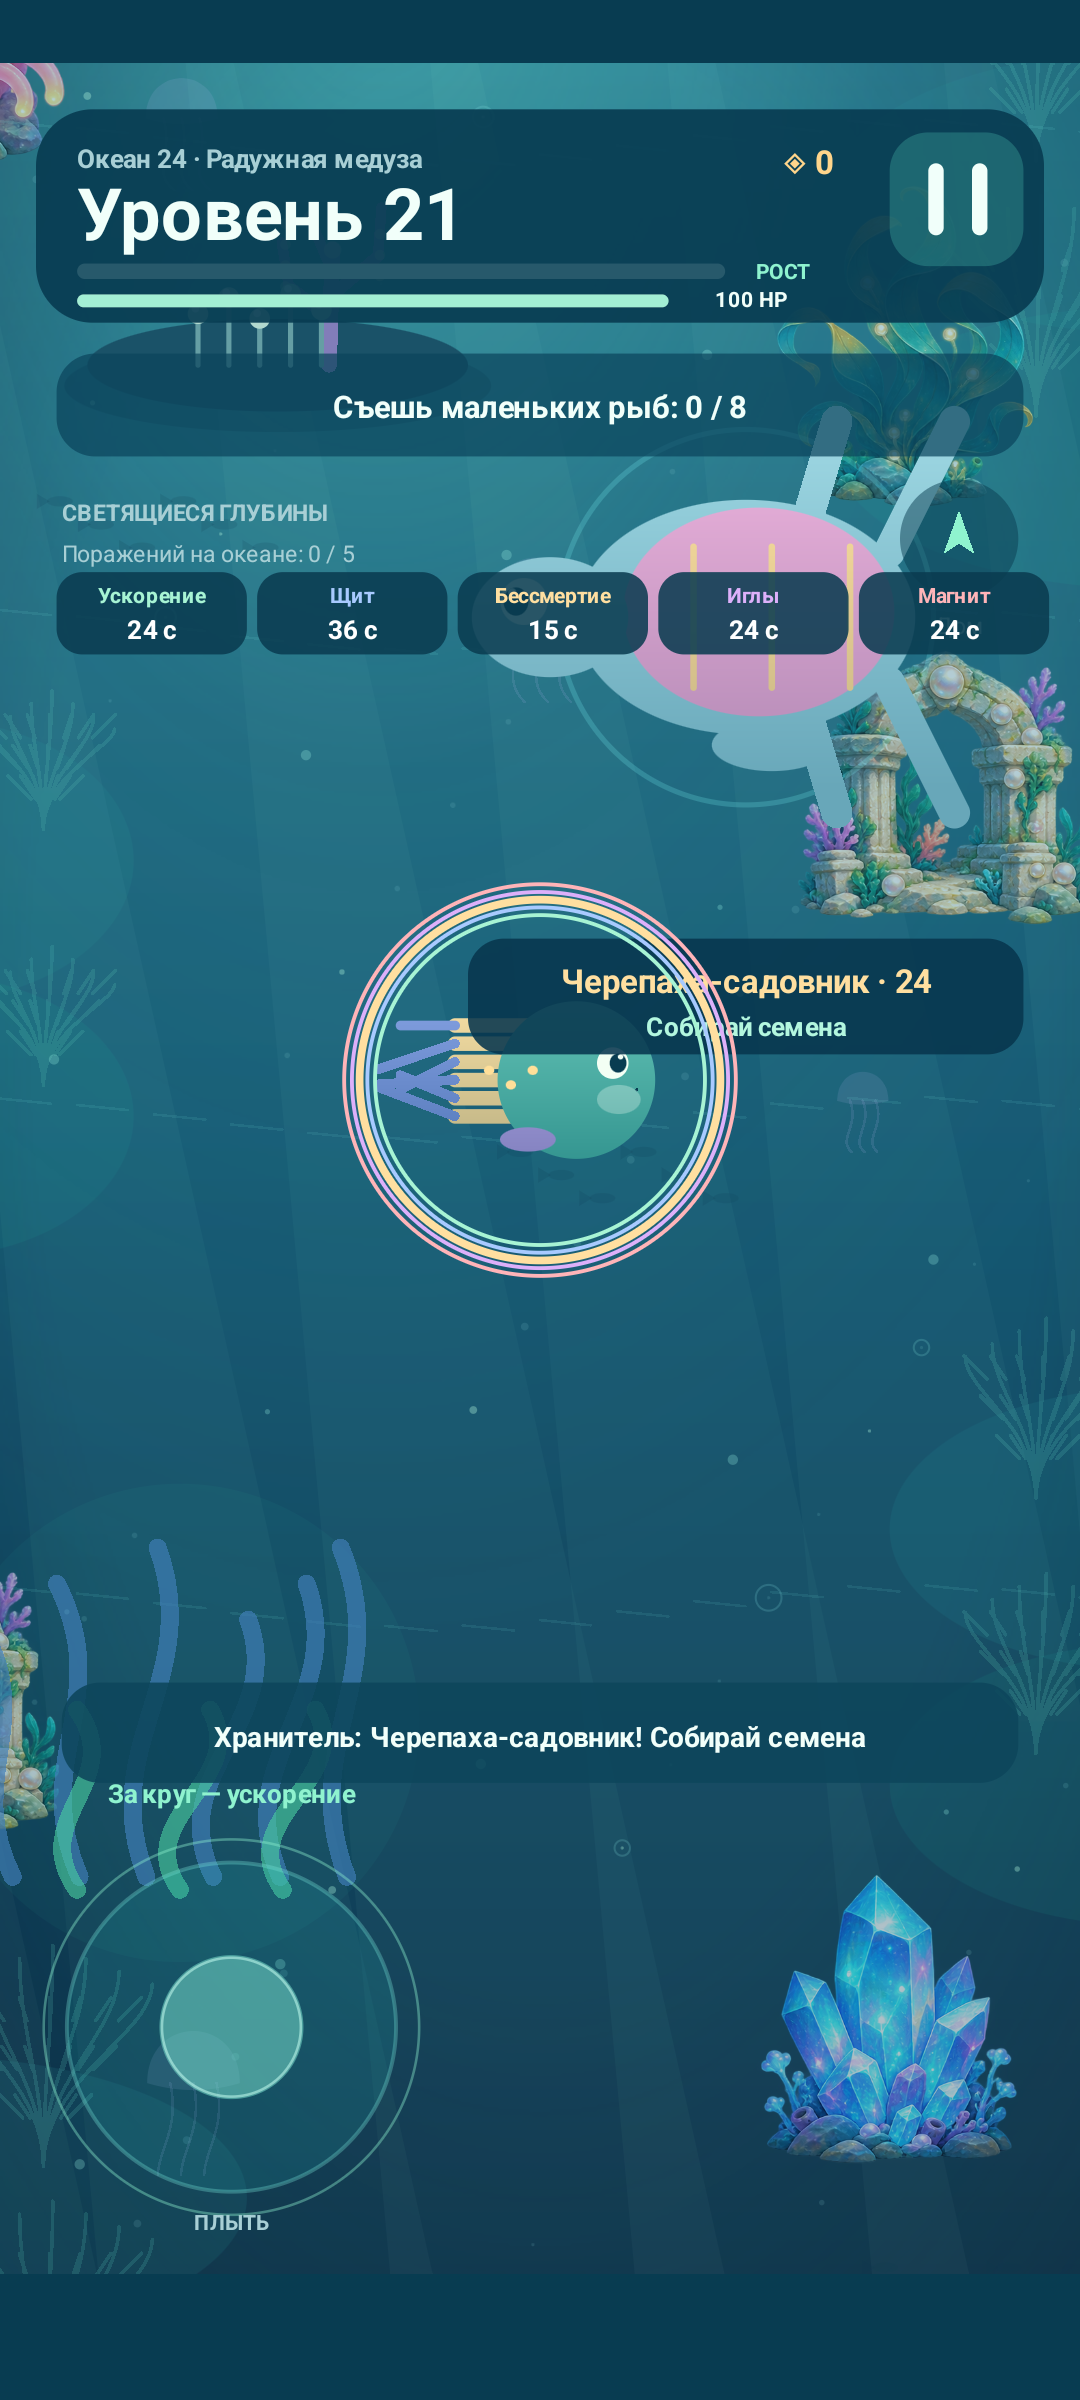 Океан 24 · Радужная медуза
0
Уровень 21
РОСТ
100 HP
Съешь маленьких рыб: 0 / 8
СВЕТЯЩИЕСЯ ГЛУБИНЫ
Поражений на океане: 0 / 5
Ускорение
24 с
Щит
36 с
Бессмертие
15 с
Иглы
24 с
Магнит
24 с
Черепаха-садовник · 24
Собирай семена
Хранитель: Черепаха-садовник! Собирай семена
За круг — ускорение
ПЛЫТЬ